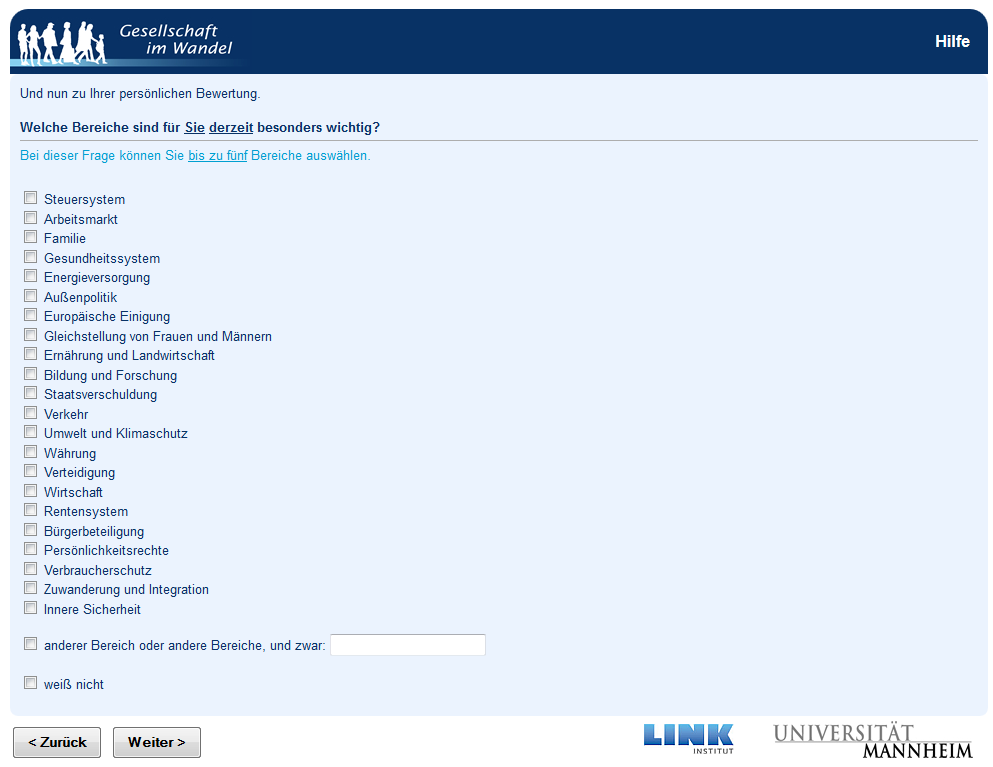 Gesellschaft
im Wandel
Hilfe
Und nun zu Ihrer persönlichen Bewertung.
Welche Bereiche sind für Sie derzeit besonders wichtig?
Bei dieser Frage können Sie bis zu fünf Bereiche auswählen.
Steuersystem
Arbeitsmarkt
Familie
Gesundheitssystem
Energieversorgung
Außenpolitik
Europäische Einigung
Gleichstellung von Frauen und Männern
Ernährung und Landwirtschaft
Bildung und Forschung
Staatsverschuldung
Verkehr
Umwelt und Klimaschutz
Währung
Verteidigung
Wirtschaft
Rentensystem
Bürgerbeteiligung
Persönlichkeitsrechte
Verbraucherschutz
Zuwanderung und Integration
Innere Sicherheit
anderer Bereich oder andere Bereiche, und zwar:
weiß nicht
< Zurück Weiter >
LINK
INSTITUT
UNIVERSITÄT
MANNHEIM